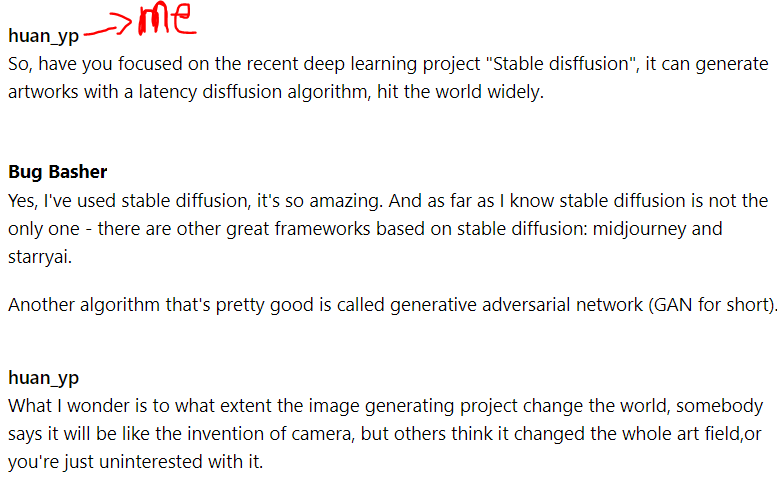 huan_yp me
So, have you focused on the recent deep learning project "Stable disffusion", it can generate
artworks with a latency disffusion algorithm, hit the world widely.
Bug Basher
Yes, I've used stable diffusion, it's so amazing. And as far as I know stable diffusion is not the
only one - there are other great frameworks based on stable diffusion: midjourney and
starryai.
Another algorithm that's pretty good is called generative adversarial network (GAN for short).
huan_yp
What I wonder is to what extent the image generating project change the world, somebody
says it will be like the invention of camera, but others think it changed the whole art field,or
you're just uninterested with it.